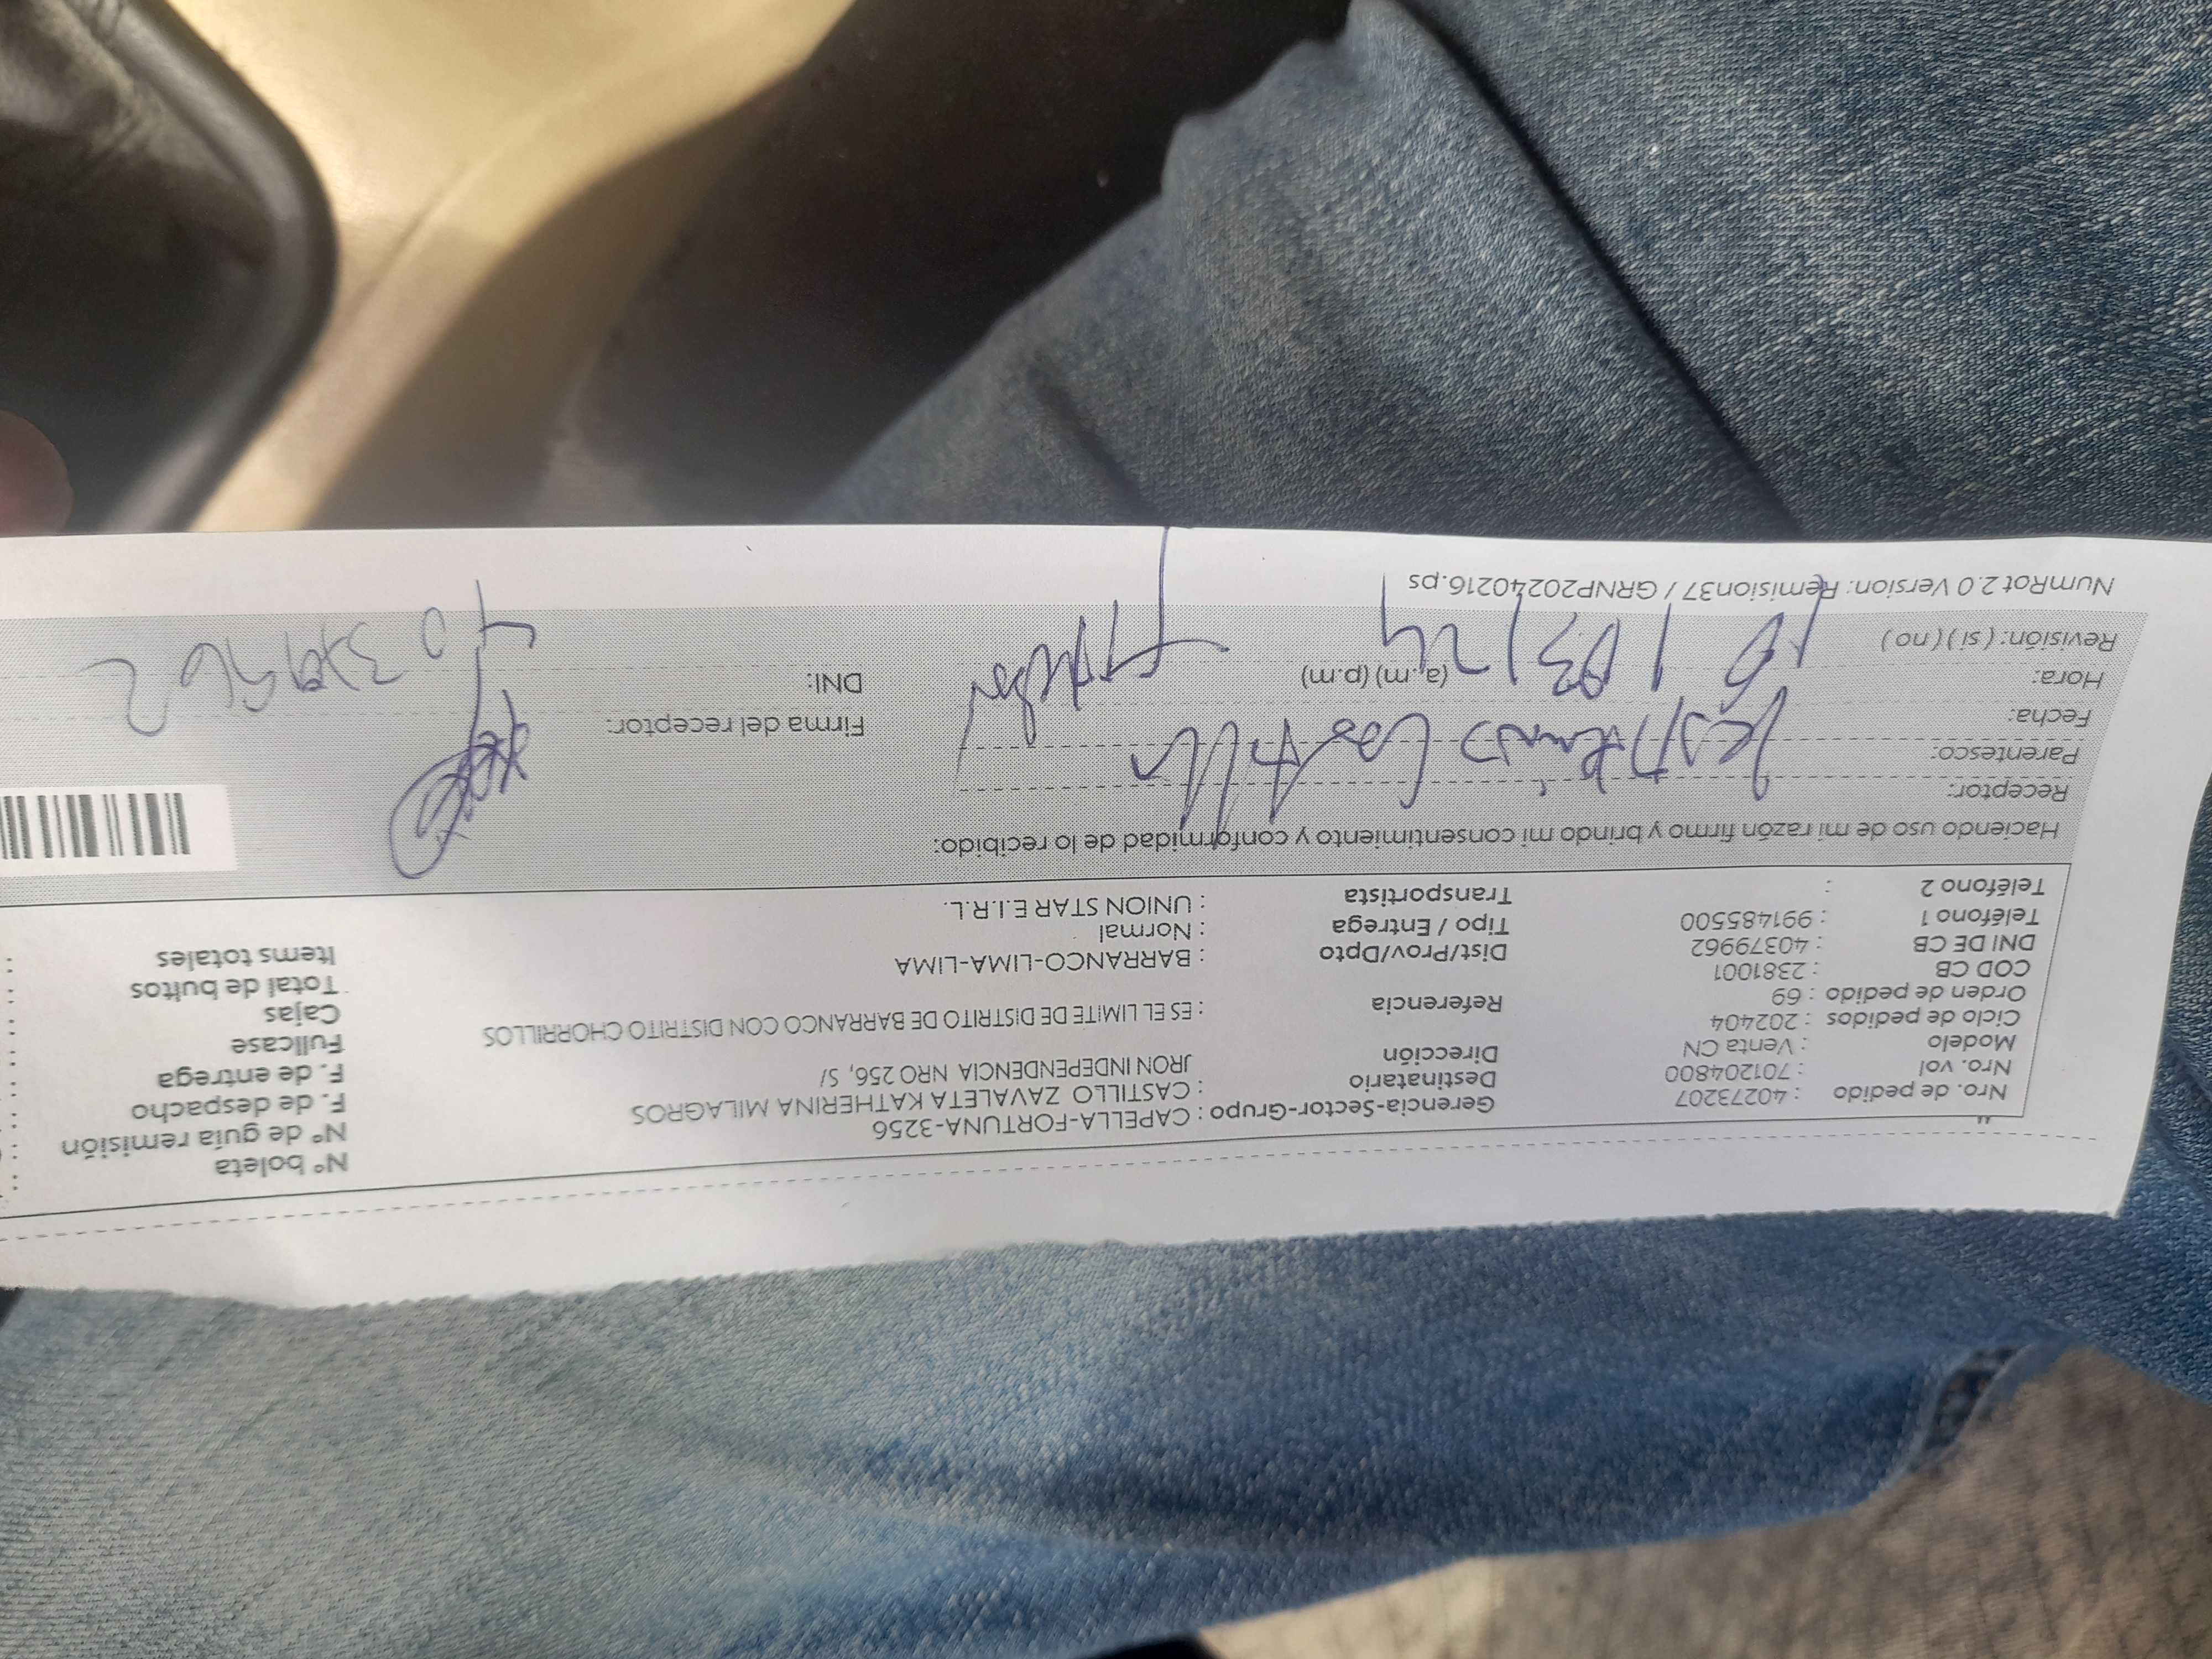 Nro. de pedido : 40273207 Gerencia-Sector-Grupo : CAPELLA-FORTUNA-3256 Nº boleta :
Nro. vol : 701204800 Destinatario : CASTILLO ZAVALETA KATHERINA MILAGROS Nº de guía remisión :
Modelo : Venta CN Dirección JRON INDEPENDENCIA NRO 256, S/ F. de despacho :
Ciclo de pedidos : 202404 F. de entrega :
Orden de pedido : 69 Referencia : ES EL LIMITE DE DISTRITO DE BARRANCO CON DISTRITO CHORRILLOS Fullcase :
COD CB : 2381001 Cajas :
DNI DE CB : 40379962 Dist/Prov/Dpto : BARRANCO-LIMA-LIMA Total de bultos :
Teléfono 1 : 991485500 Tipo / Entrega : Normal Items totales :
Teléfono 2 : Transportista : UNION STAR E.I.R.L.
Haciendo uso de mi razón firmo y brindo mi consentimiento y conformidad de lo recibido:
Receptor: Castillo
Parentesco:
Fecha: /03/24 Firma del receptor:
Hora: (a.m) (p.m) DNI: 40379962
Revisión: ( si ) ( no )
NumRot 2.0 Version: Remision37 / GRNP20240216.ps